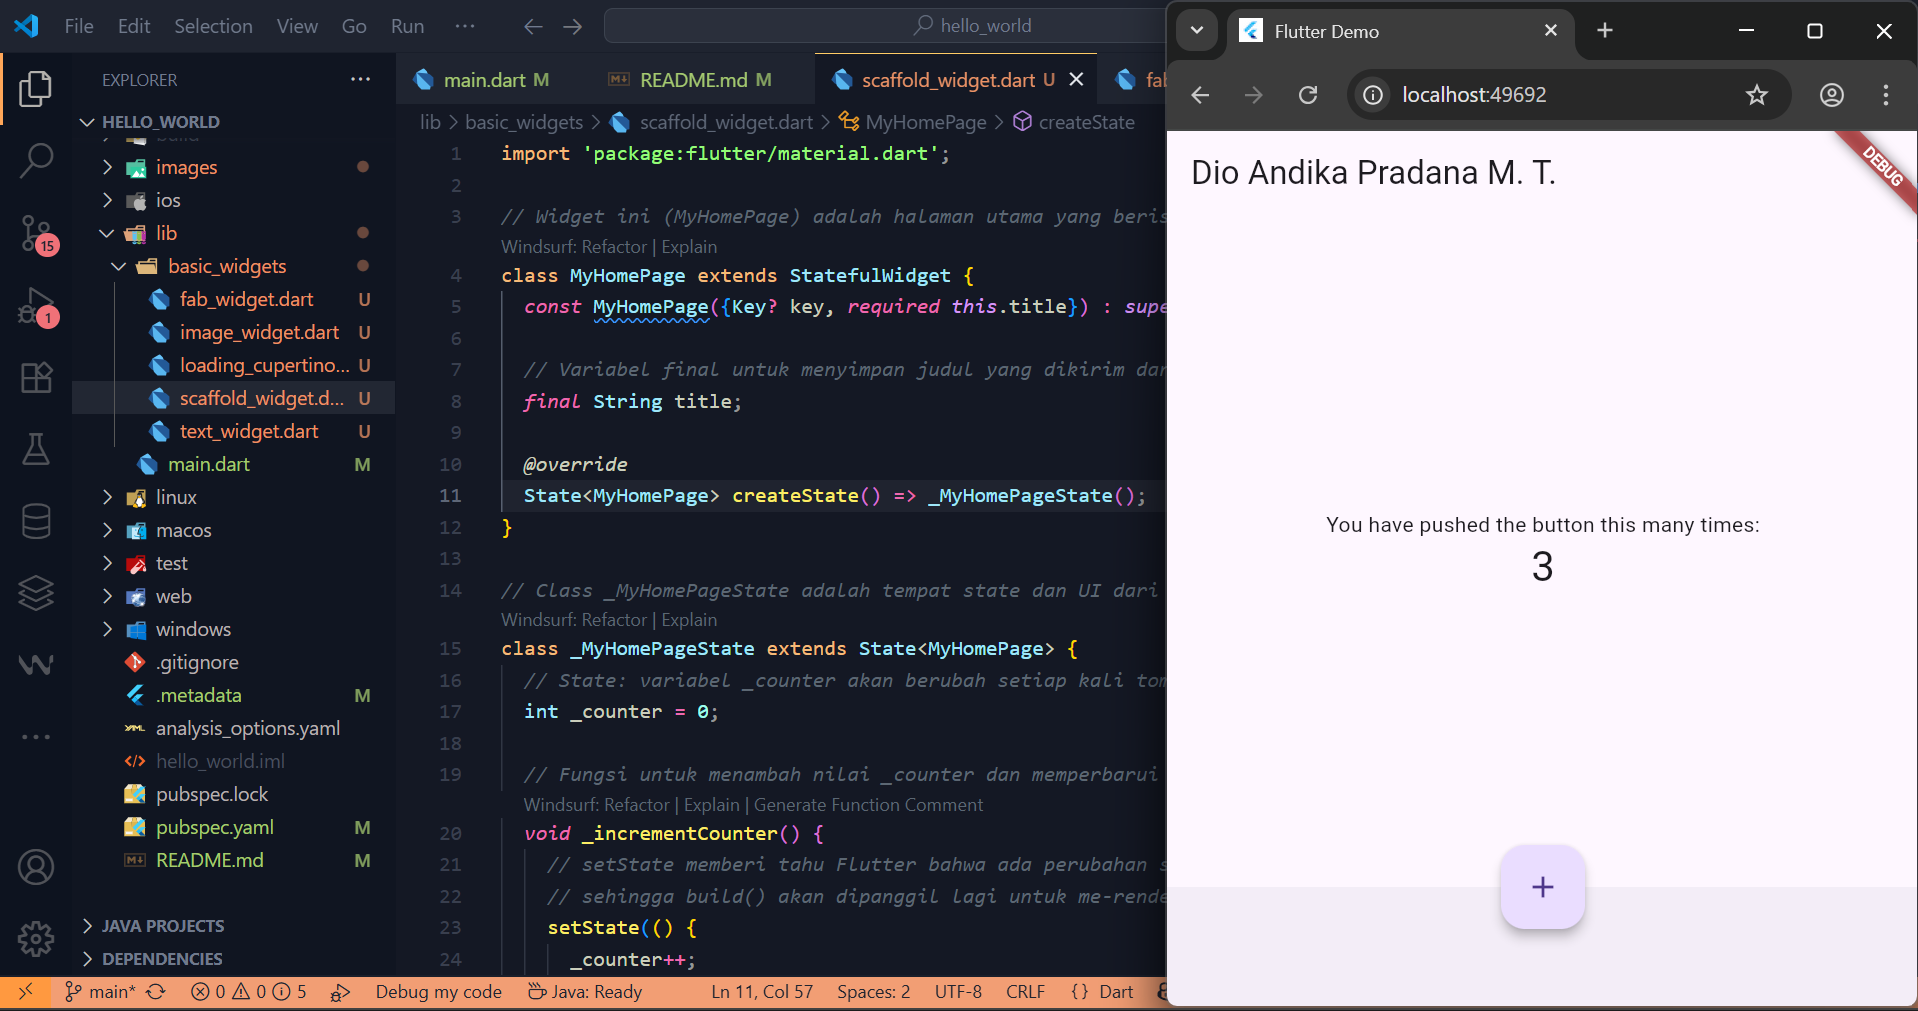 File Edit Selection View Go Run ··· hello_world
EXPLORER ···
HELLO_WORLD
build
images
ios
lib
basic_widgets
fab_widget.dart U
image_widget.dart U
loading_cupertino... U
scaffold_widget.d... U
text_widget.dart U
main.dart M
linux
macos
test
web
windows
.gitignore
.metadata M
analysis_options.yaml
hello_world.iml
pubspec.lock
pubspec.yaml M
README.md M
JAVA PROJECTS
DEPENDENCIES
15
1
main.dart M README.md M scaffold_widget.dart U fab
lib > basic_widgets > scaffold_widget.dart > MyHomePage > createState
1 import 'package:flutter/material.dart';
2
3 // Widget ini (MyHomePage) adalah halaman utama yang beris
Windsurf: Refactor | Explain
4 class MyHomePage extends StatefulWidget {
5 const MyHomePage({Key? key, required this.title}) : supe
6
7 // Variabel final untuk menyimpan judul yang dikirim dar
8 final String title;
9
10 @override
11 State<MyHomePage> createState() => _MyHomePageState();
12 }
13
14 // Class _MyHomePageState adalah tempat state dan UI dari
Windsurf: Refactor | Explain
15 class _MyHomePageState extends State<MyHomePage> {
16 // State: variabel _counter akan berubah setiap kali tom
17 int _counter = 0;
18
19 // Fungsi untuk menambah nilai _counter dan memperbarui
Windsurf: Refactor | Explain | Generate Function Comment
20 void _incrementCounter() {
21 // setState memberi tahu Flutter bahwa ada perubahan s
22 // sehingga build() akan dipanggil lagi untuk me-rende
23 setState(() {
24 _counter++;
main* 0 0 5 Debug my code Java: Ready Ln 11, Col 57 Spaces: 2 UTF-8 CRLF {} Dart
Flutter Demo
localhost:49692
Dio Andika Pradana M. T.
DEBUG
You have pushed the button this many times:
3
+